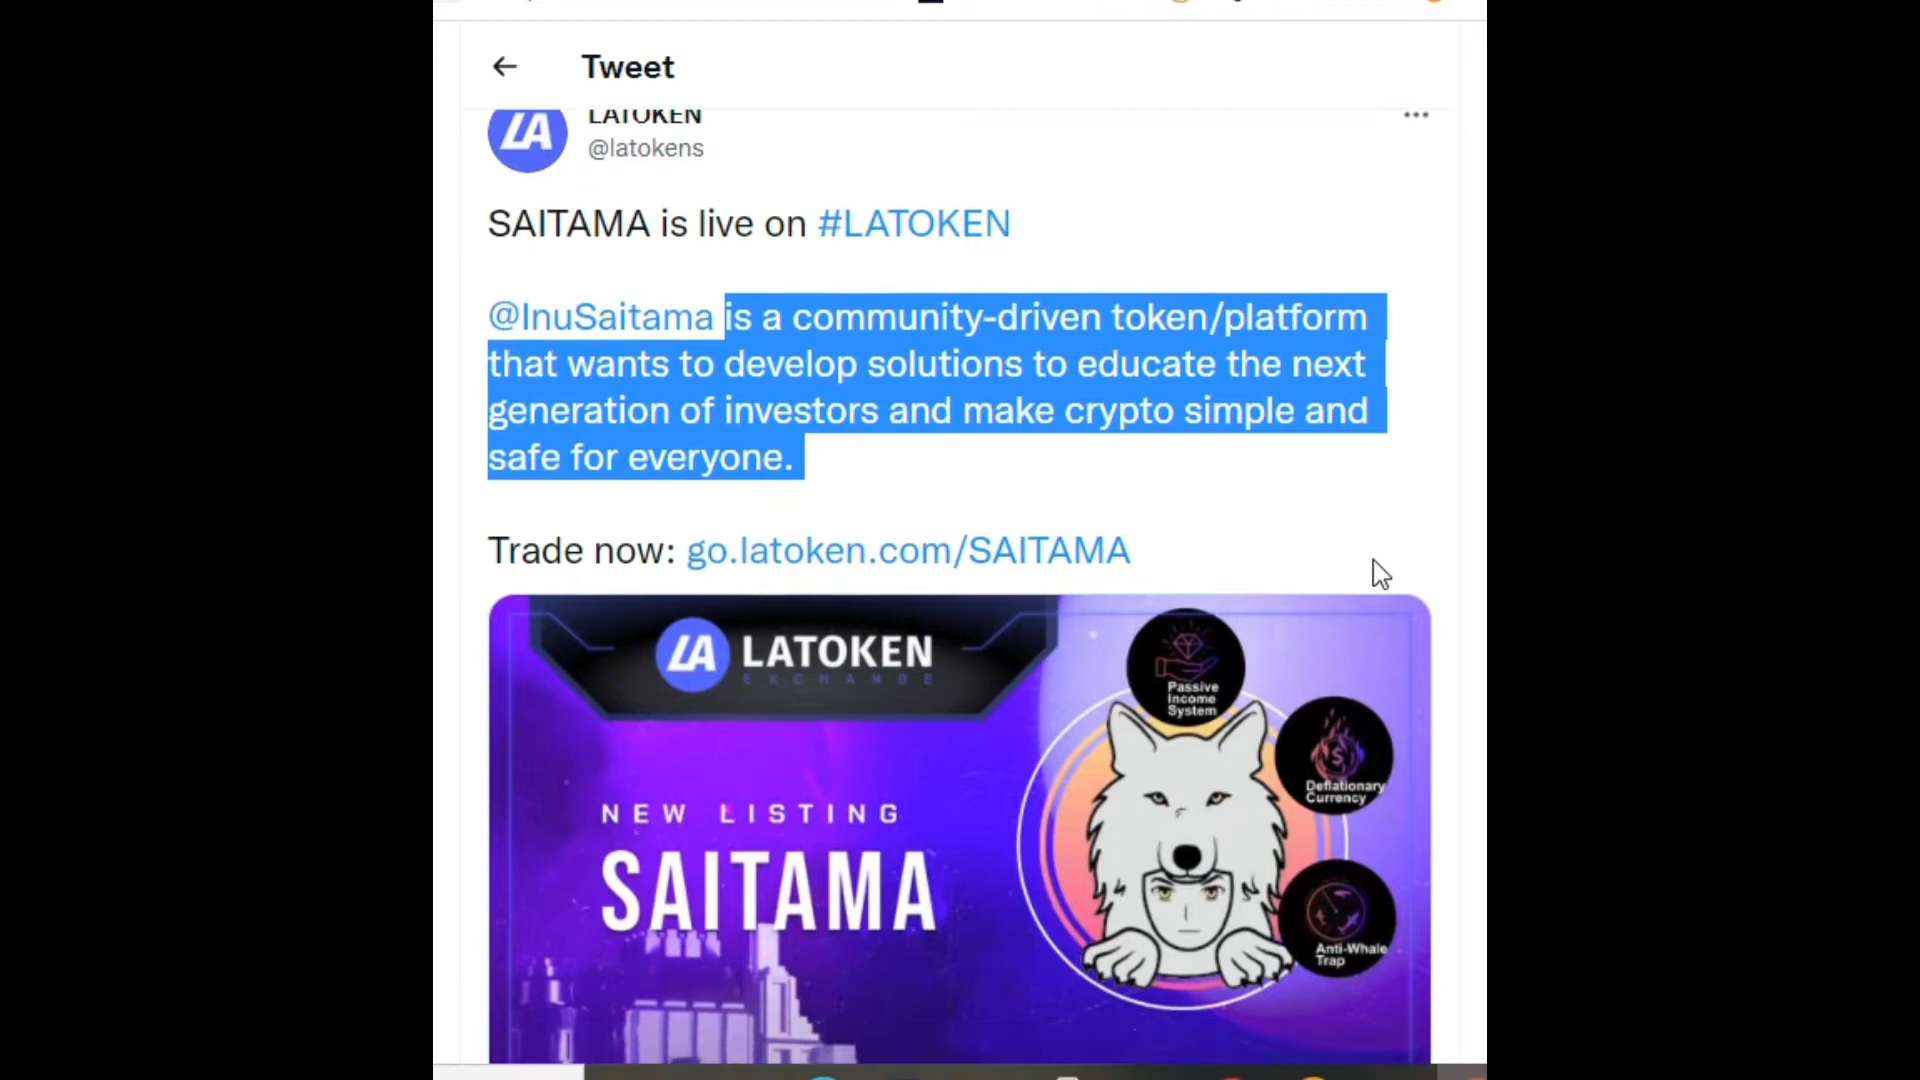 Tweet
LATOKEN
@latokens
SAITAMA is live on #LATOKEN
@InuSaitama is a community-driven token/platform
that wants to develop solutions to educate the next
generation of investors and make crypto simple and
safe for everyone.
Trade now: go.latoken.com/SAITAMA
LA LATOKEN
EXCHANGE
Passive
Income
System
Deflationary
Currency
NEW LISTING
SAITAMA
Anti-Whale
Trap